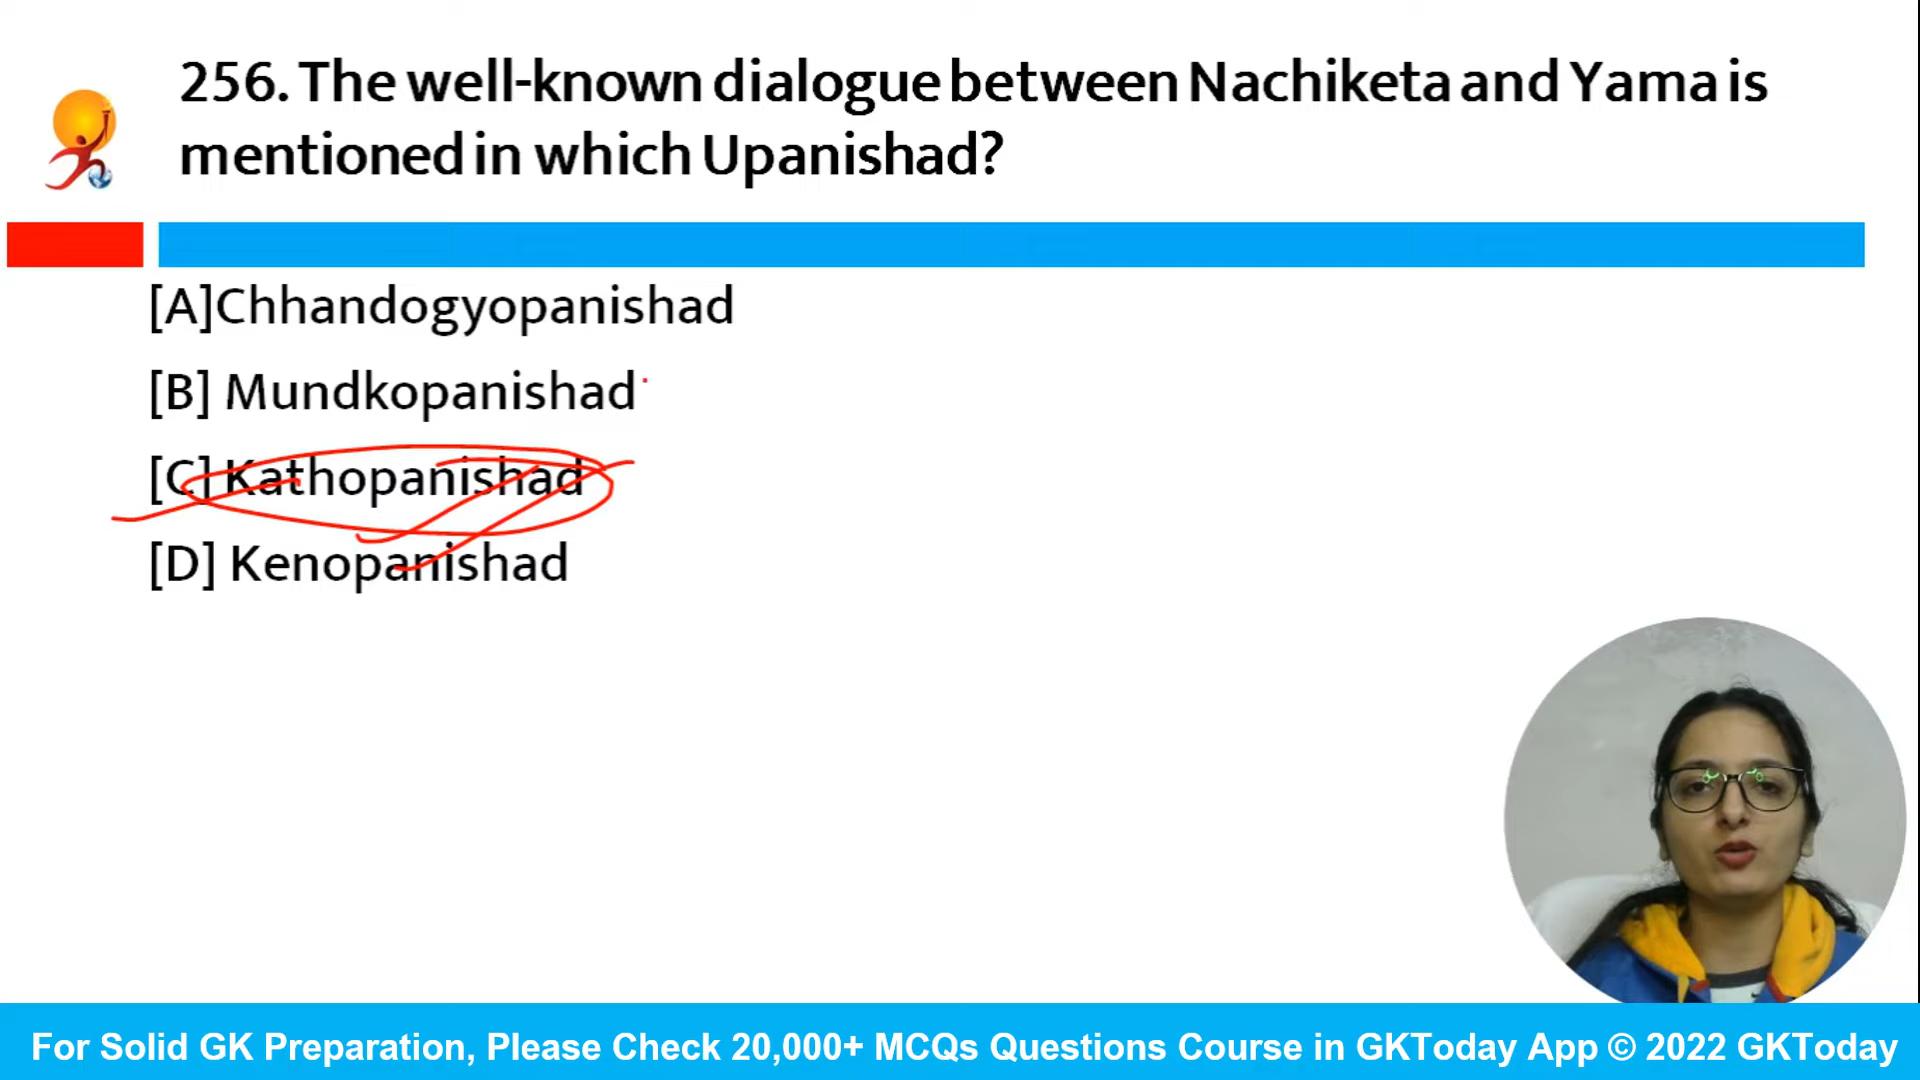 256. The well-known dialogue between Nachiketa and Yama is
mentioned in which Upanishad?
[A]Chhandogyopanishad
[B] Mundkopanishad
[C] Kathopanishad
[D] Kenopanishad
For Solid GK Preparation, Please Check 20,000+ MCQs Questions Course in GKToday App © 2022 GKToday